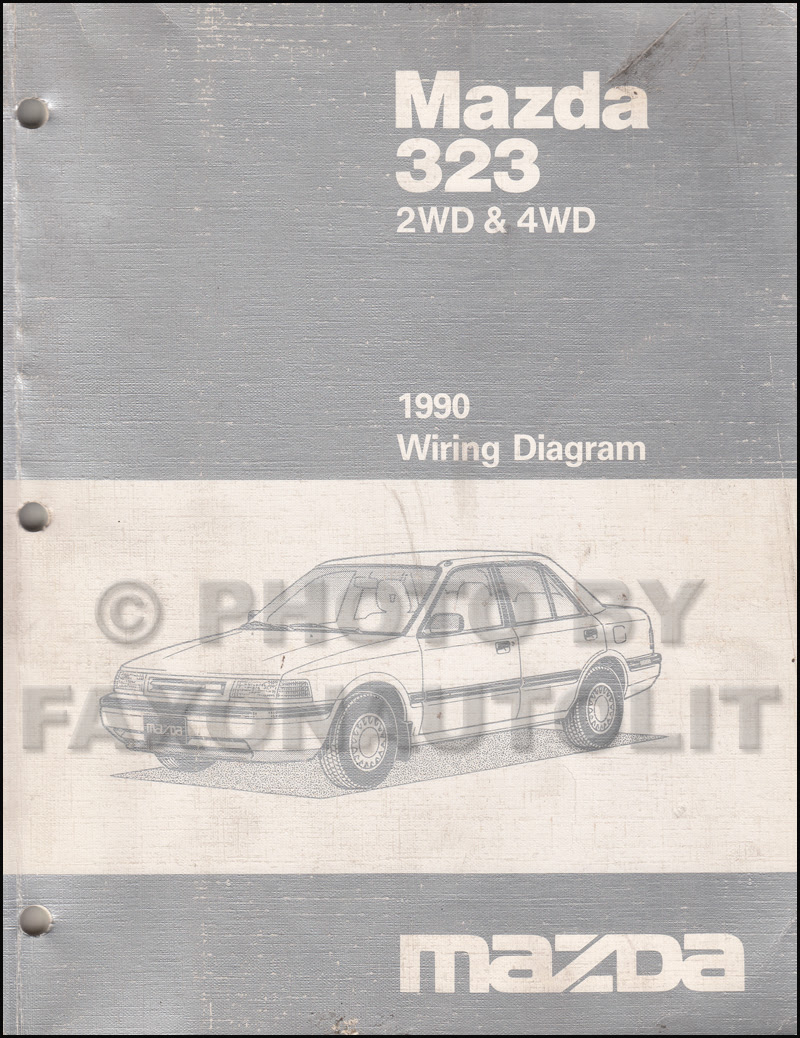 Mazda
323
2WD & 4WD
1990
Wiring Diagram
© PHOTO BY
FAXONAUTOLIT
mazda
mazda